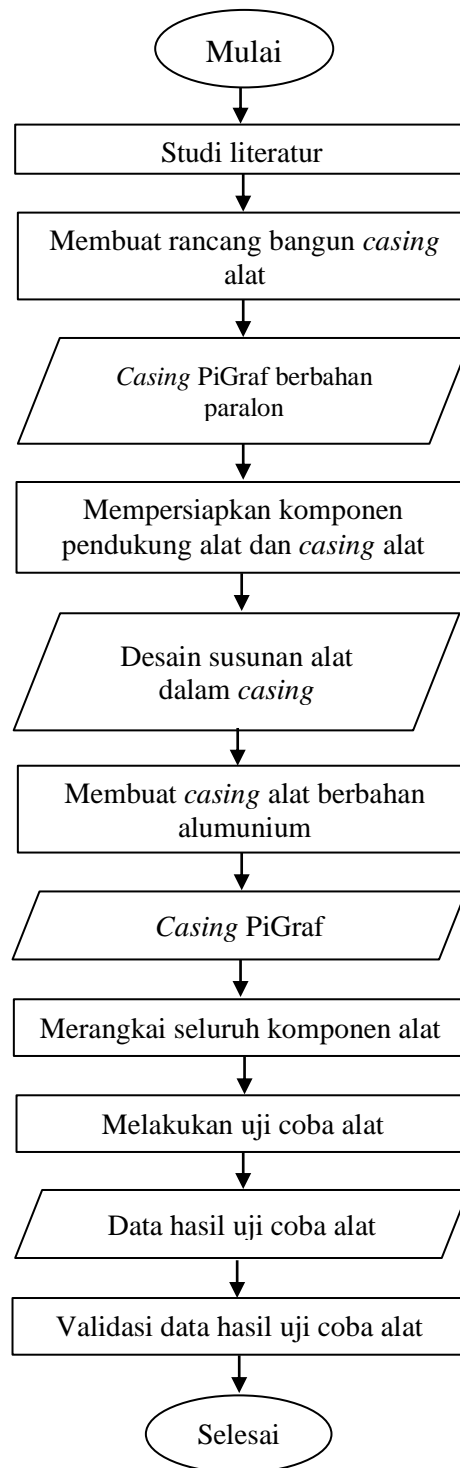 Mulai
Studi literatur
Membuat rancang bangun casing
alat
Casing PiGraf berbahan
paralon
Mempersiapkan komponen
pendukung alat dan casing alat
Desain susunan alat
dalam casing
Membuat casing alat berbahan
alumunium
Casing PiGraf
Merangkai seluruh komponen alat
Melakukan uji coba alat
Data hasil uji coba alat
Validasi data hasil uji coba alat
Selesai